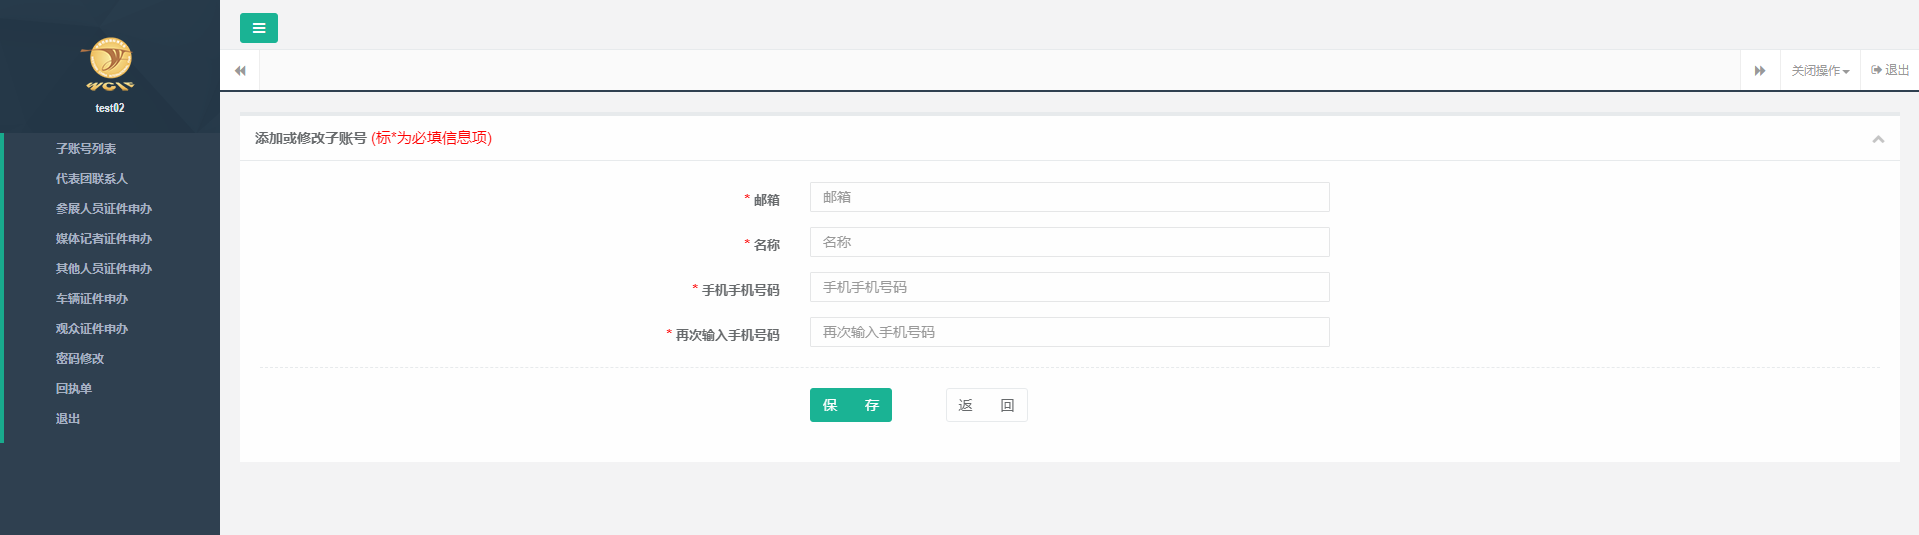 WGN
test02
子账号列表
代表团联系人
参展人员证件申办
媒体记者证件申办
其他人员证件申办
车辆证件申办
观众证件申办
密码修改
回执单
退出
关闭操作
退出
添加或修改子账号 (标*为必填信息项)
* 邮箱
邮箱
* 名称
名称
* 手机手机号码
手机手机号码
* 再次输入手机号码
再次输入手机号码
保 存
返 回